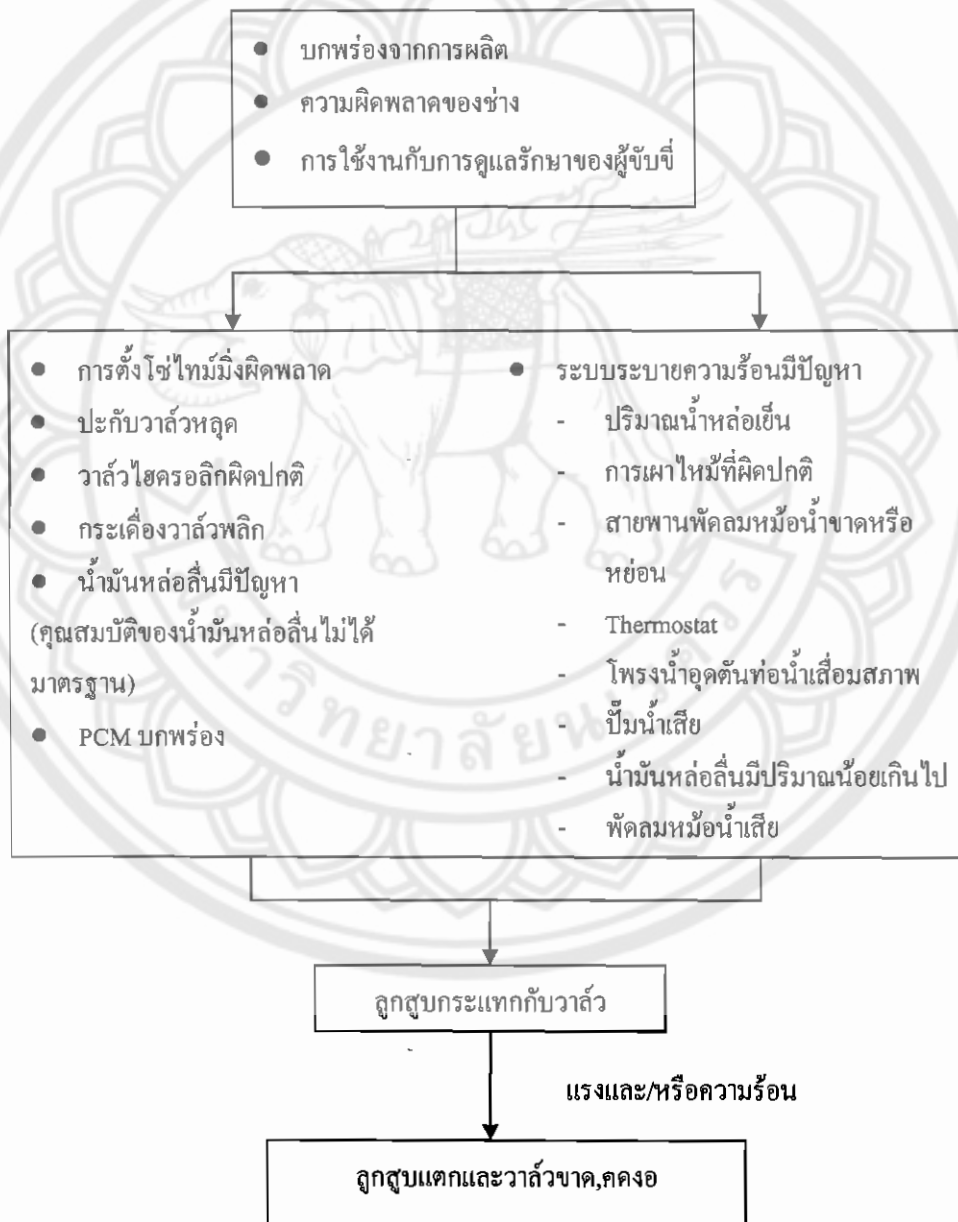 ● บกพร่องจากการผลิต
● ความผิดพลาดของช่าง
● การใช้งานกับการดูแลรักษาของผู้ขับขี่
● การตั้งโซ่ไทม์มิ่งผิดพลาด
● ปะกับวาล์วหลุด
● วาล์วไฮดรอลิกผิดปกติ
● กระเดื่องวาล์วพลิก
● น้ำมันหล่อลื่นมีปัญหา
(คุณสมบัติของน้ำมันหล่อลื่นไม่ได้
มาตรฐาน)
● PCM บกพร่อง
● ระบบระบายความร้อนมีปัญหา
- ปริมาณน้ำหล่อเย็น
- การเผาไหม้ที่ผิดปกติ
- สายพานพัดลมหม้อน้ำขาดหรือ
หย่อน
- Thermostat
- โพรงน้ำอุดตันท่อน้ำเสื่อมสภาพ
- ปั๊มน้ำเสีย
- น้ำมันหล่อลื่นมีปริมาณน้อยเกินไป
- พัดลมหม้อน้ำเสีย
มหาวิทยาลัยนเรศวร
ลูกสูบกระแทกกับวาล์ว
แรงและ/หรือความร้อน
ลูกสูบแตกและวาล์วขาด,คดงอ